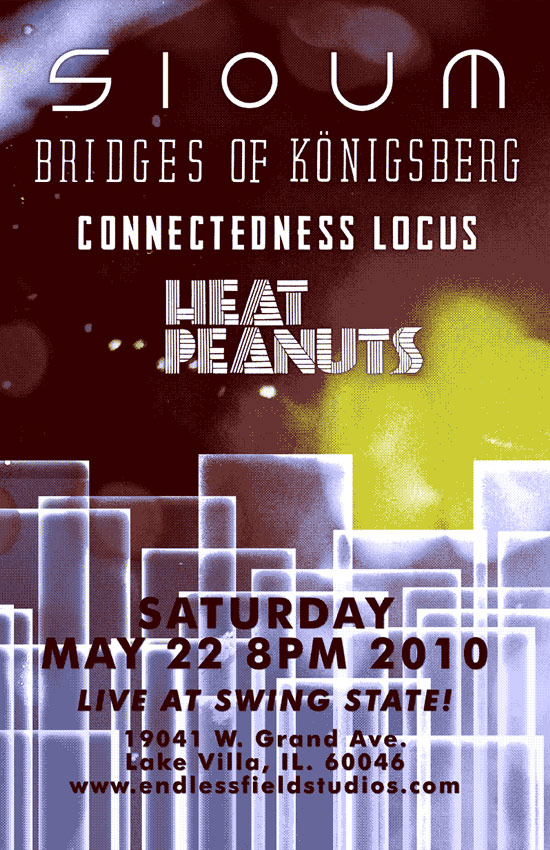 SIOUM
BRIDGES OF KÖNIGSBERG
CONNECTEDNESS LOCUS
HEAT
PEANUTS
SATURDAY
MAY 22 8PM 2010
LIVE AT SWING STATE!
19041 W. Grand Ave.
Lake Villa, IL. 60046
www.endlessfieldstudios.com